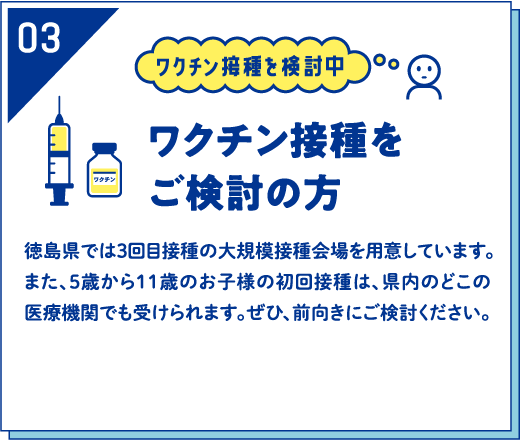 03
ワクチン接種を検討中
ワクチン
ワクチン接種を
ご検討の方
徳島県では3回目接種の大規模接種会場を用意しています。
また、5歳から11歳のお子様の初回接種は、県内のどこの
医療機関でも受けられます。ぜひ、前向きにご検討ください。